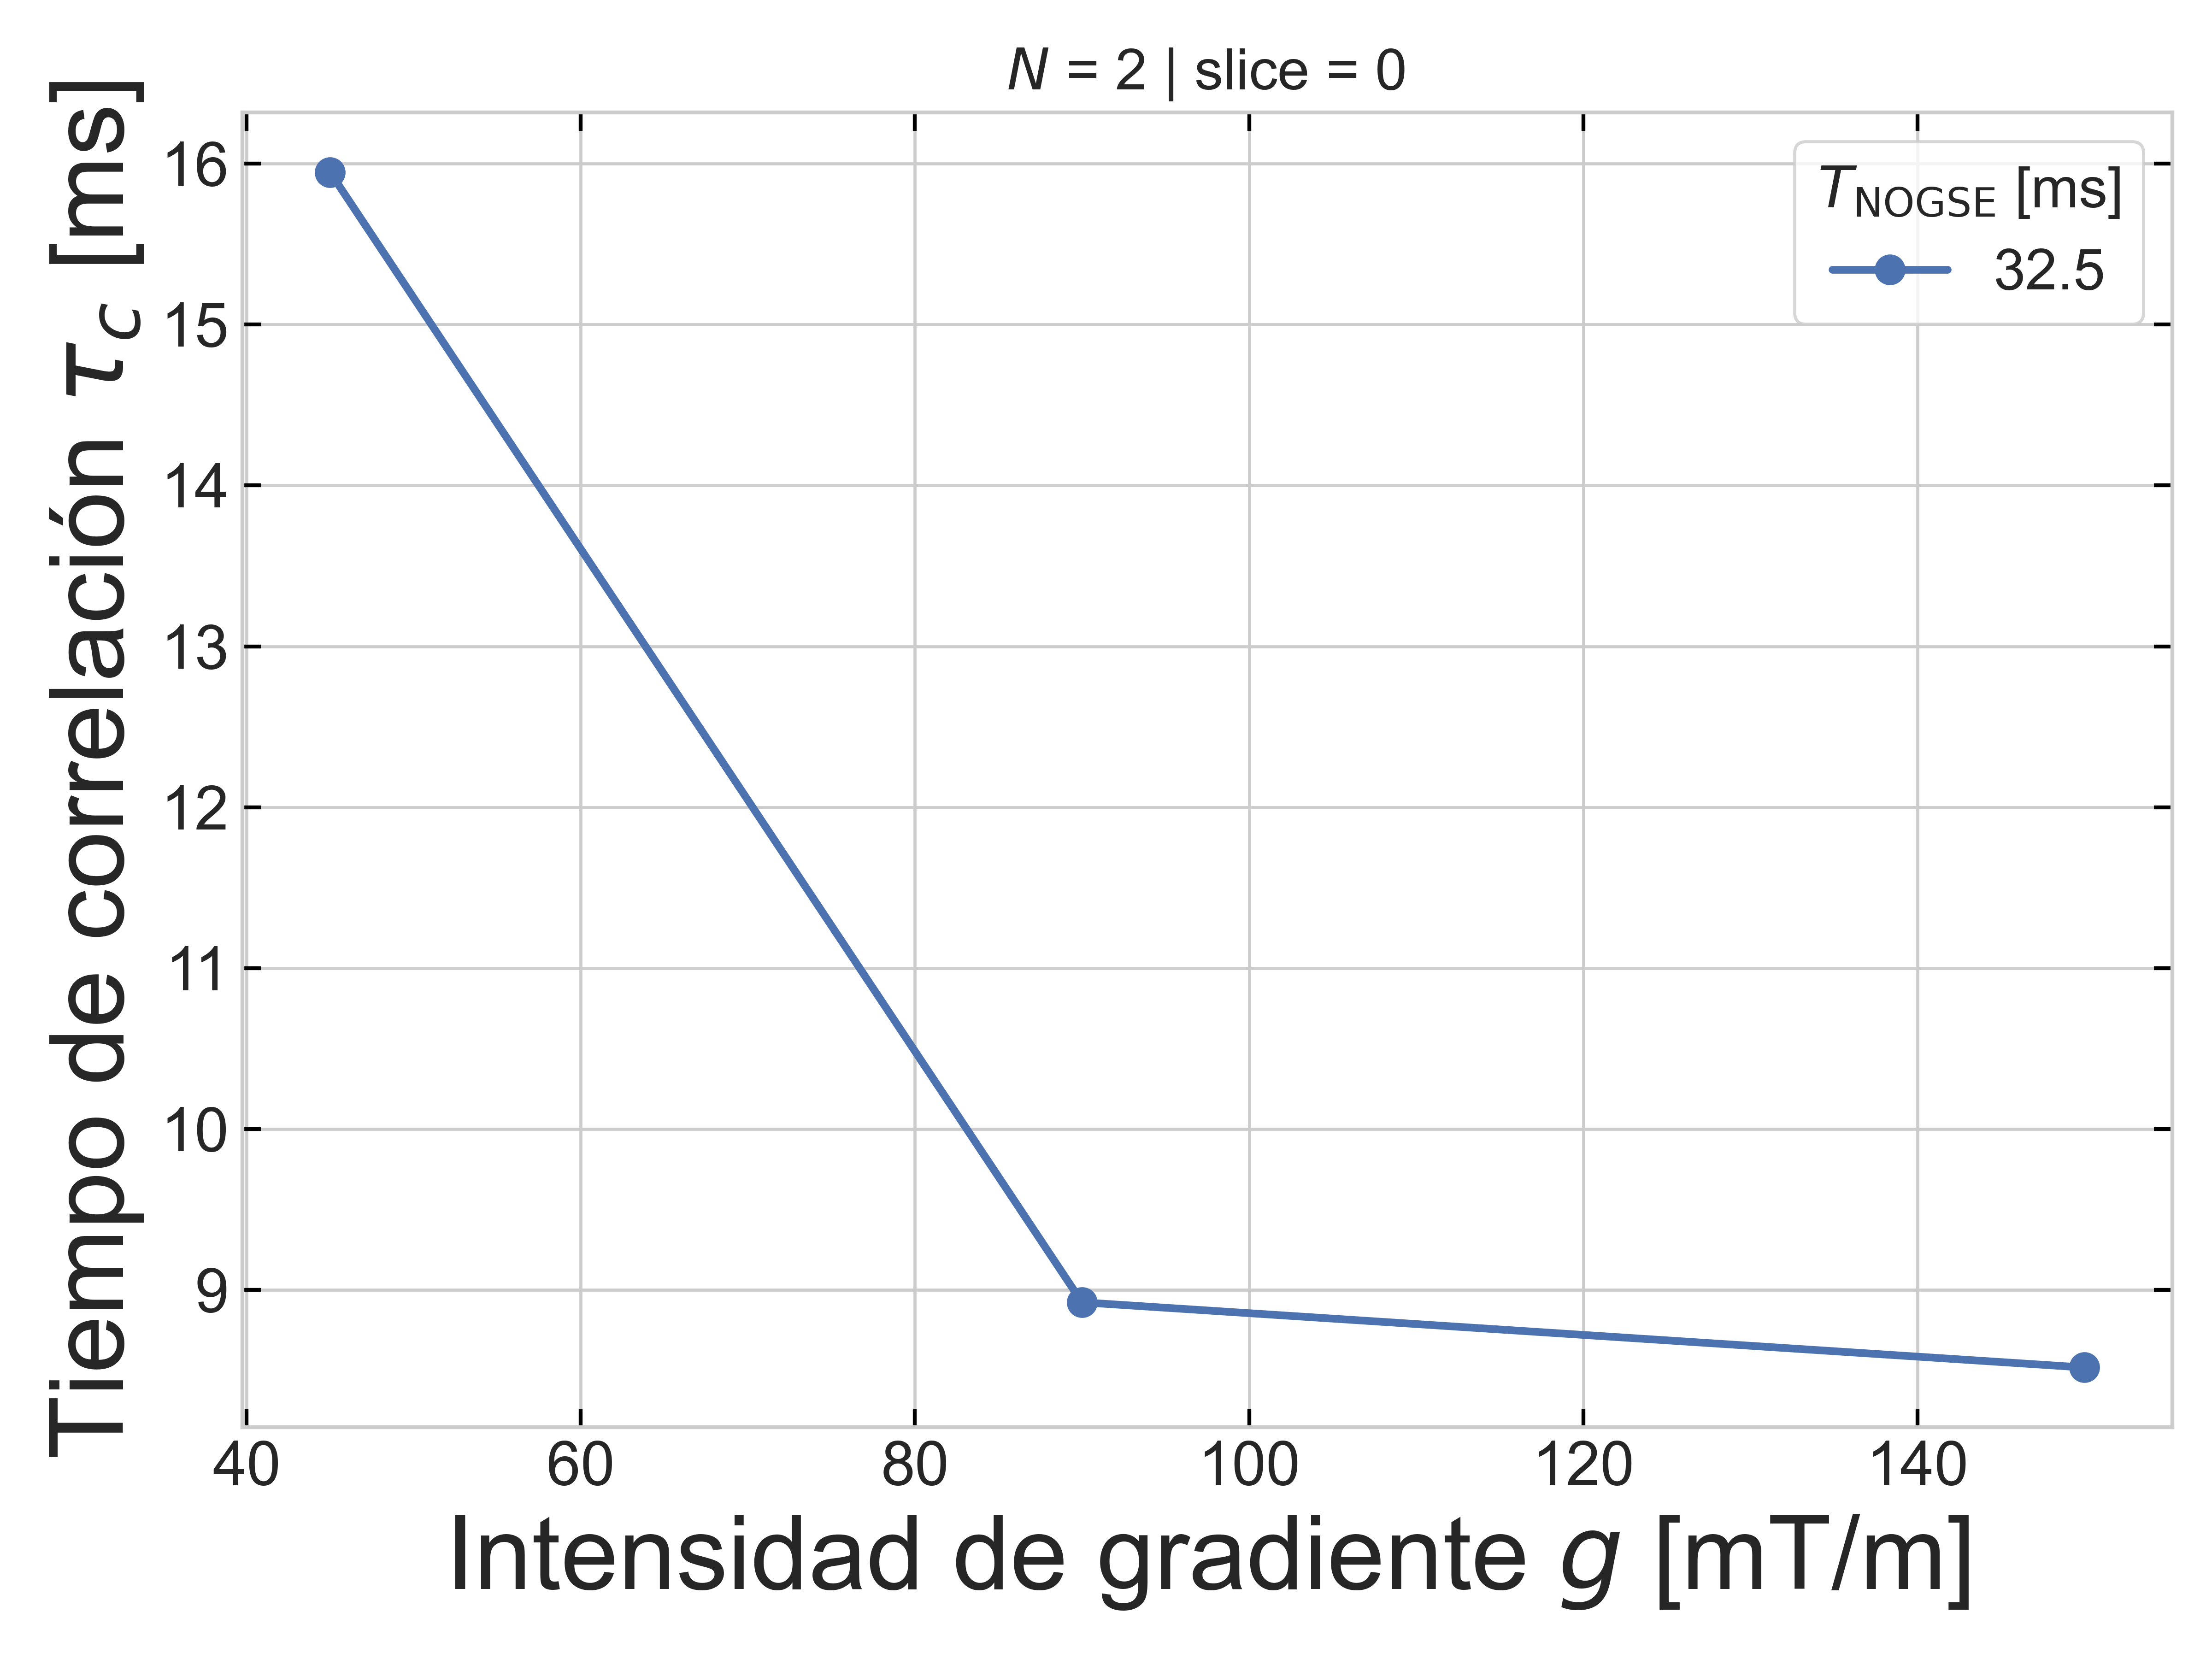 N = 2 | slice = 0
Tiempo de correlación τc [ms]
16
15
14
13
12
11
10
9
TNOGSE [ms]
32.5
40 60 80 100 120 140
Intensidad de gradiente g [mT/m]